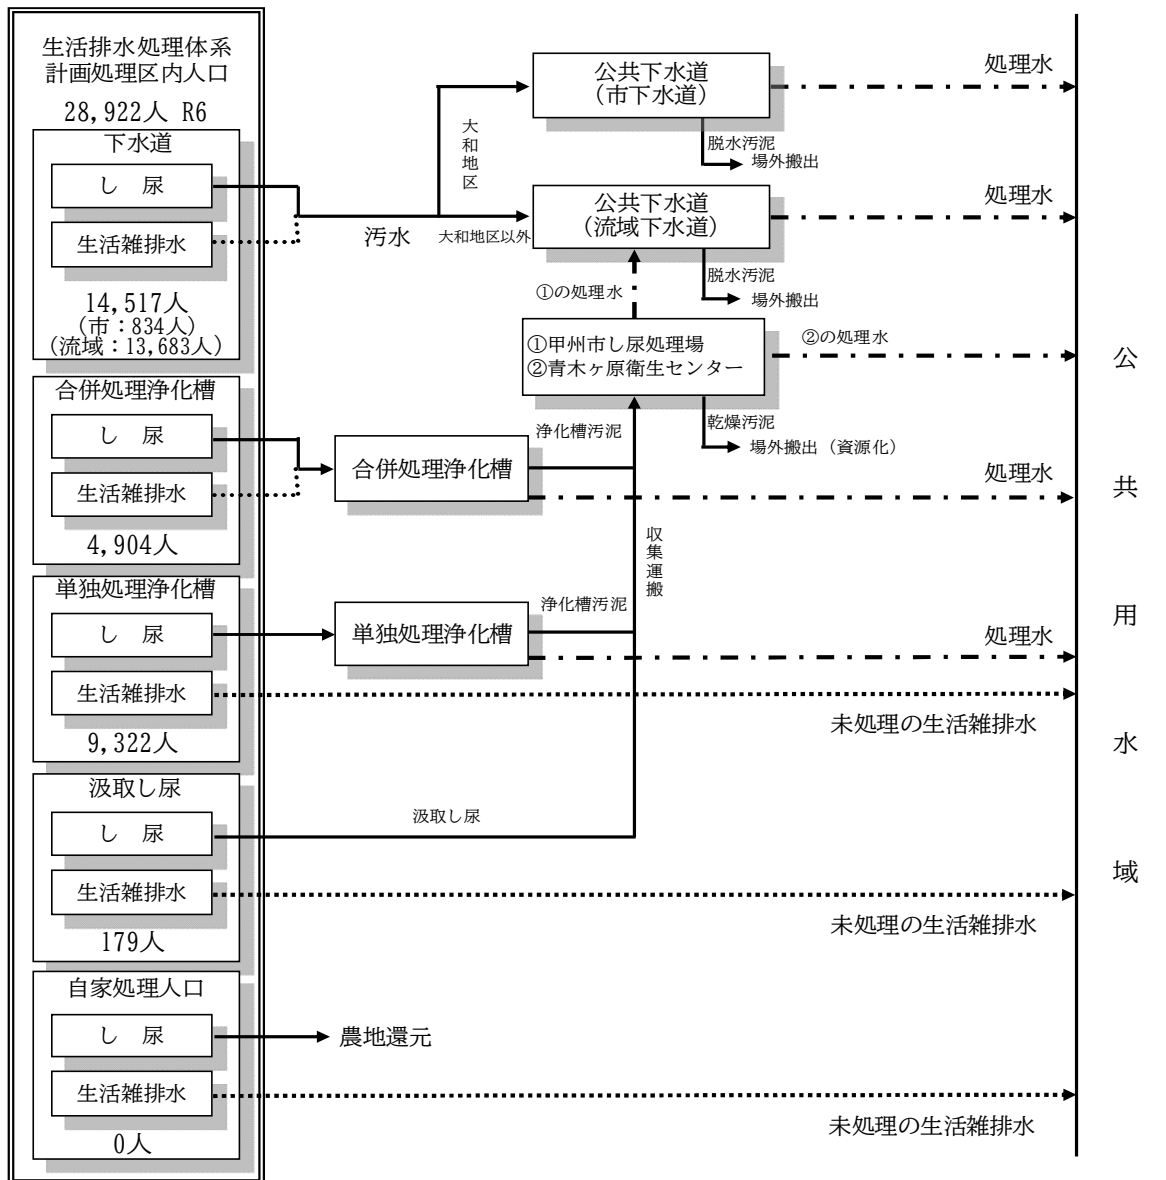 生活排水処理体系
計画処理区内人口
28,922人 R6
下水道
し 尿
生活雑排水
14,517人
(市:834人)
(流域:13,683人)
合併処理浄化槽
し 尿
生活雑排水
4,904人
単独処理浄化槽
し 尿
生活雑排水
9,322人
汲取し尿
し 尿
生活雑排水
179人
自家処理人口
し 尿
生活雑排水
0人
汚水
大和地区
大和地区以外
公共下水道
(市下水道)
処理水
脱水汚泥
場外搬出
公共下水道
(流域下水道)
処理水
脱水汚泥
場外搬出
①の処理水
①甲州市し尿処理場
②青木ヶ原衛生センター
②の処理水
乾燥汚泥
場外搬出(資源化)
浄化槽汚泥
合併処理浄化槽
処理水
収集運搬
浄化槽汚泥
単独処理浄化槽
処理水
未処理の生活雑排水
汲取し尿
未処理の生活雑排水
農地還元
未処理の生活雑排水
公共用水域